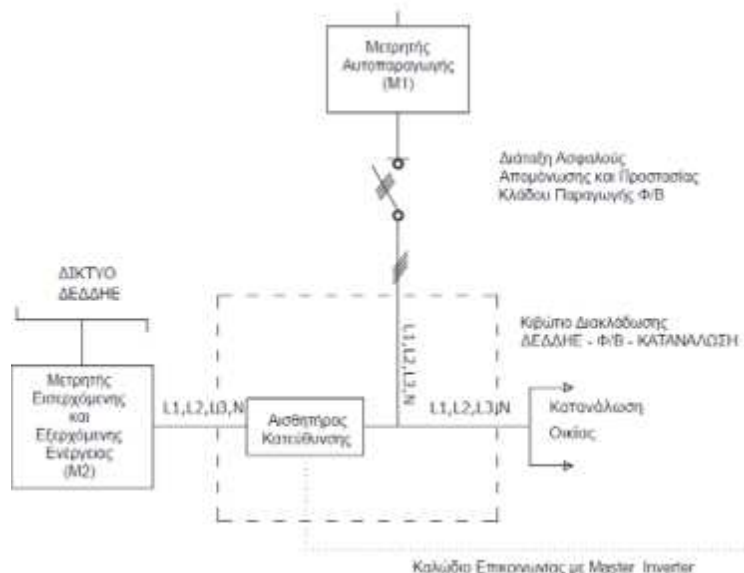 Μετρητής
Αυτοπαραγωγής
(Μ1)
Διάταξη Ασφαλούς
Απομόνωσης και Προστασίας
Κλάδου Παραγωγής Φ/Β
ΔΙΚΤΥΟ
ΔΕΔΔΗΕ
Κιβώτιο Διακλάδωσης
ΔΕΔΔΗΕ - Φ/Β - ΚΑΤΑΝΑΛΩΣΗ
L1,L2,L3,N
Μετρητής
Εισερχόμενης
και
Εξερχόμενης
Ενέργειας
(Μ2)
L1,L2,L3,N
Αισθητήρας
Κατεύθυνσης
L1,L2,L3,N
Κατανάλωση
Οικίας
Καλώδιο Επικοινωνίας με Master Inverter